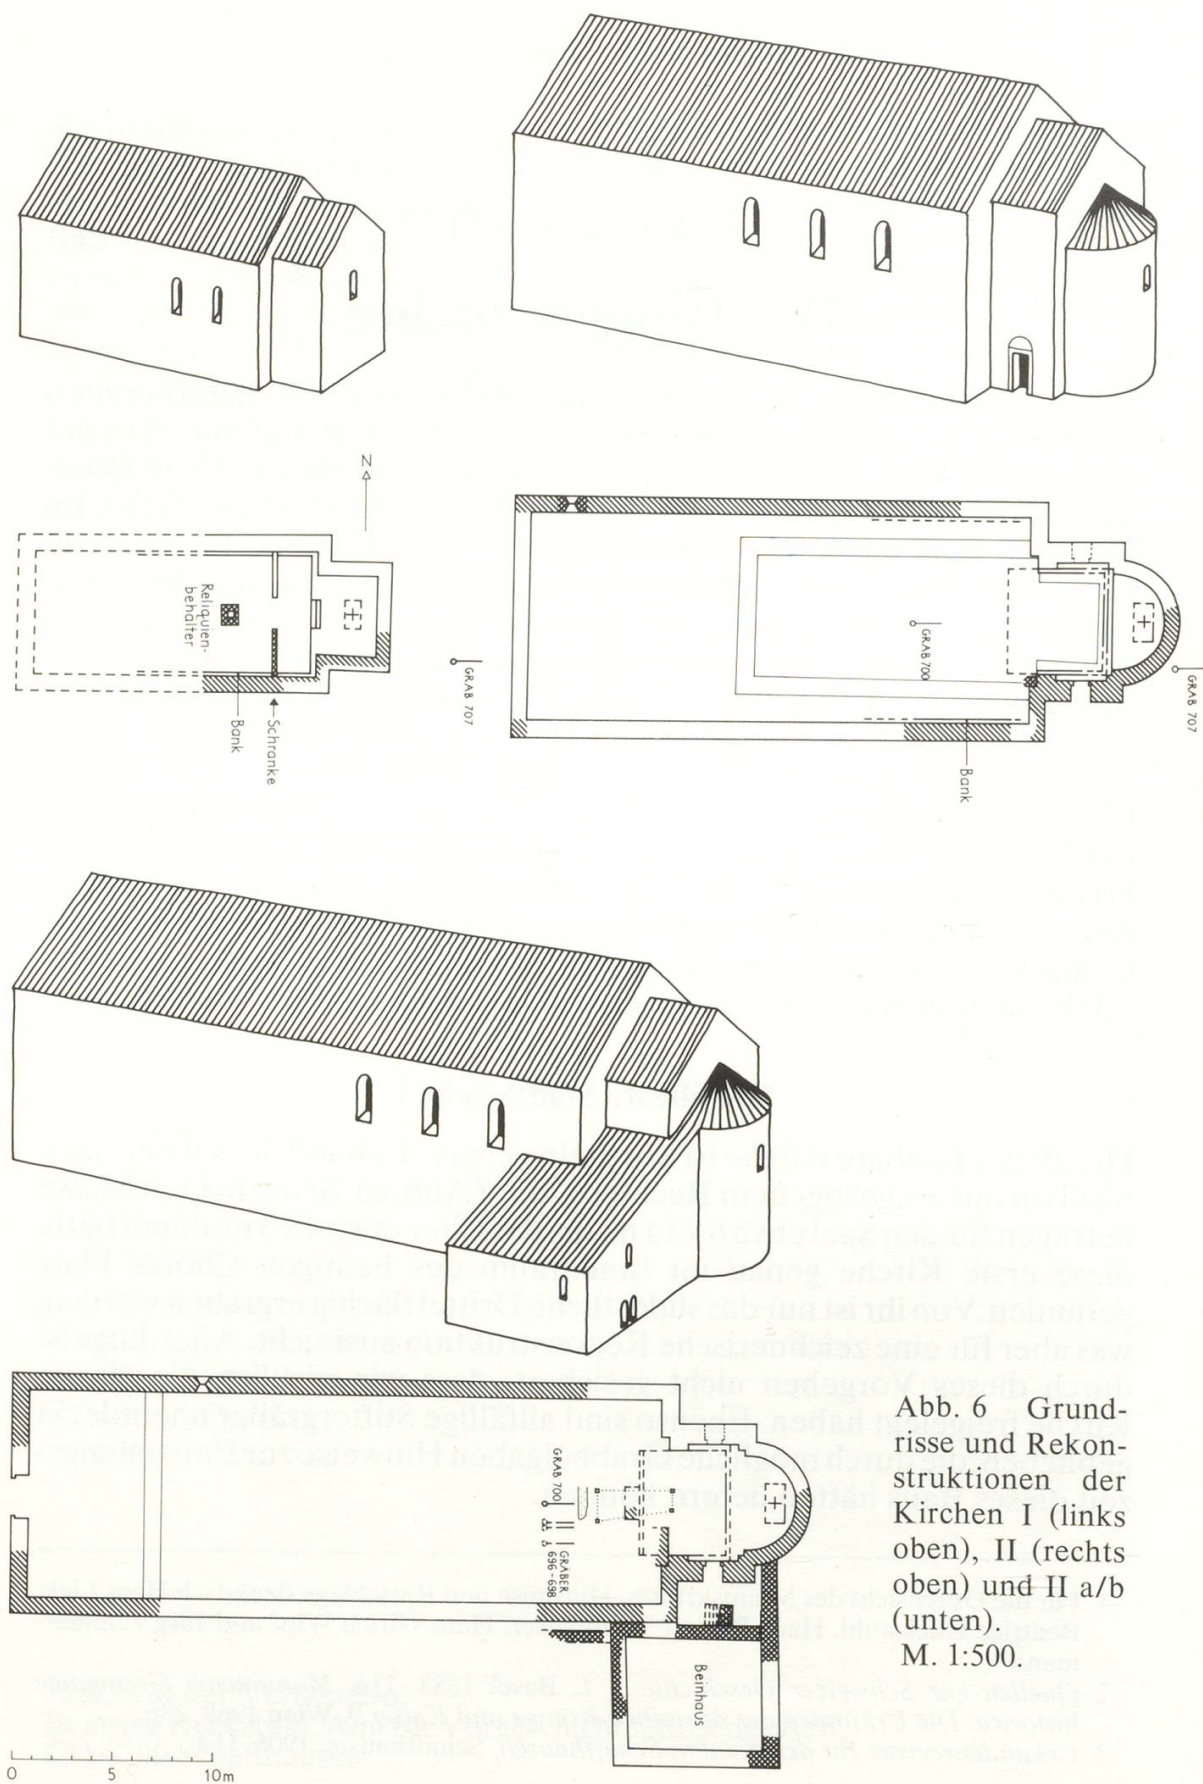 N
Reliquien-
behälter
Bank
Schranke
GRAB 707
GRAB 700
Bank
GRAB 707
GRAB 700
GRÄBER
696-698
Beinhaus
0 5 10m
Abb. 6 Grund-
risse und Rekon-
struktionen der
Kirchen I (links
oben), II (rechts
oben) und II a/b
(unten).
M. 1:500.